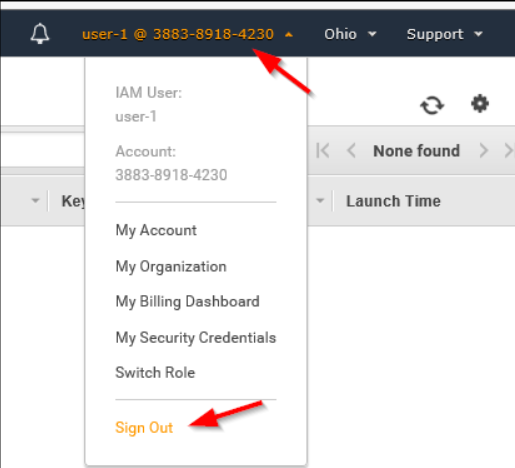 user-1 @ 3883-8918-4230 Ohio Support
IAM User:
user-1
Account:
3883-8918-4230
None found
Launch Time
My Account
My Organization
My Billing Dashboard
My Security Credentials
Switch Role
Sign Out